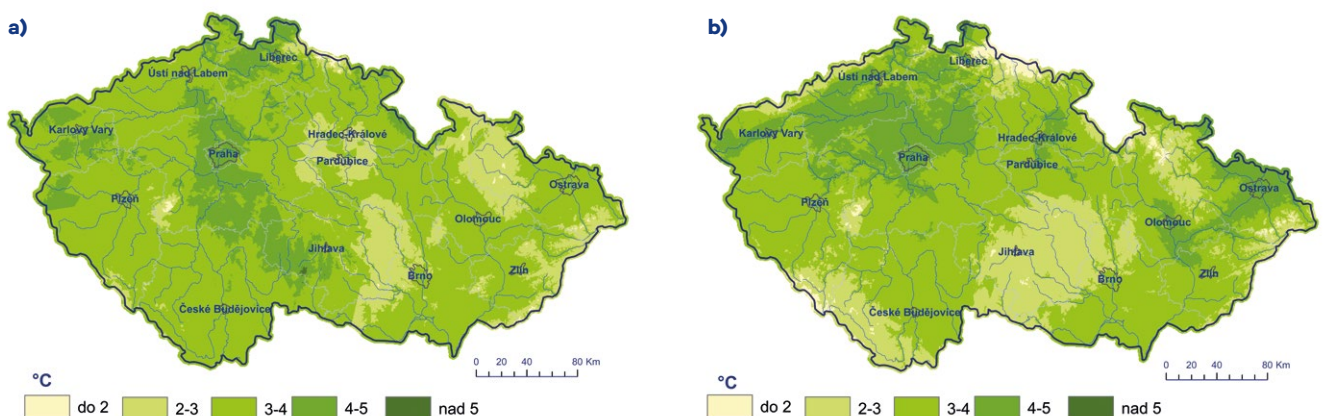 a)
Liberec
Ústí nad Labem
Karlovy Vary
Hradec-Králové
Praha
Pardubice
Ostrava
Plzeň
Olomouc
Jihlava
Zlín
Brno
České Budějovice
0 20 40 80 Km
°C
do 2 2-3 3-4 4-5 nad 5
b)
Liberec
Ústí nad Labem
Karlovy Vary
Hradec-Králové
Praha
Pardubice
Ostrava
Plzeň
Olomouc
Jihlava
Zlín
Brno
České Budějovice
0 20 40 80 Km
°C
do 2 2-3 3-4 4-5 nad 5